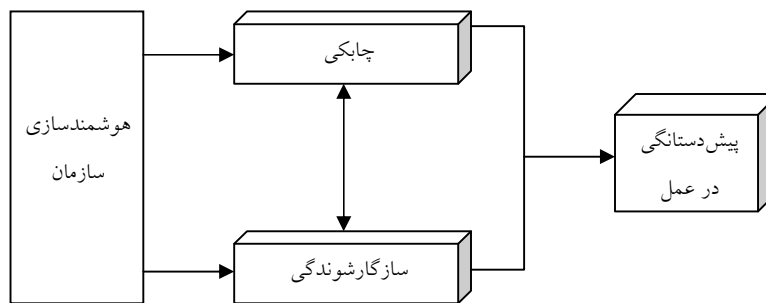 چابکی
هوشمندسازی
سازمان
پیش‌دستانگی
در عمل
سازگارشوندگی